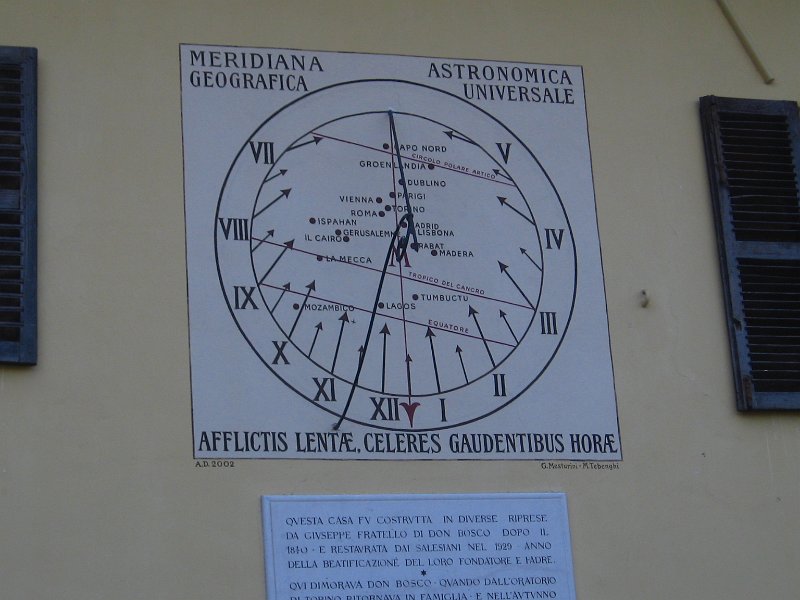 MERIDIANA
GEOGRAFICA
ASTRONOMICA
UNIVERSALE
VII
VIII
IX
X
XI
XII
I
II
III
IV
V
CAPO NORD
CIRCOLO POLARE ARTICO
GROENLANDIA
DUBLINO
PARIGI
VIENNA
TORINO
ROMA
ISPAHAN
MADRID
GERUSALEMME
LISBONA
IL CAIRO
RABAT
MADERA
M
LA MECCA
TROPICO DEL CANCRO
TUMBUCTU
MOZAMBICO
LAGOS
EQUATORE
AFFLICTIS LENTÆ, CELERES GAUDENTIBUS HORÆ
A.D. 2002
G. Mesturini - M. Tebenghi
QVESTA CASA FV COSTRVTTA IN DIVERSE RIPRESE
DA GIVSEPPE FRATELLO DI DON BOSCO DOPO IL
1840 · E RESTAVRATA DAI SALESIANI NEL 1929 · ANNO
DELLA BEATIFICAZIONE DEL LORO FONDATORE E PADRE.
★
QVI DIMORAVA DON BOSCO · QVANDO DALL'ORATORIO
DI TORINO RITORNAVA IN FAMIGLIA · E NELL'AVTVNNO